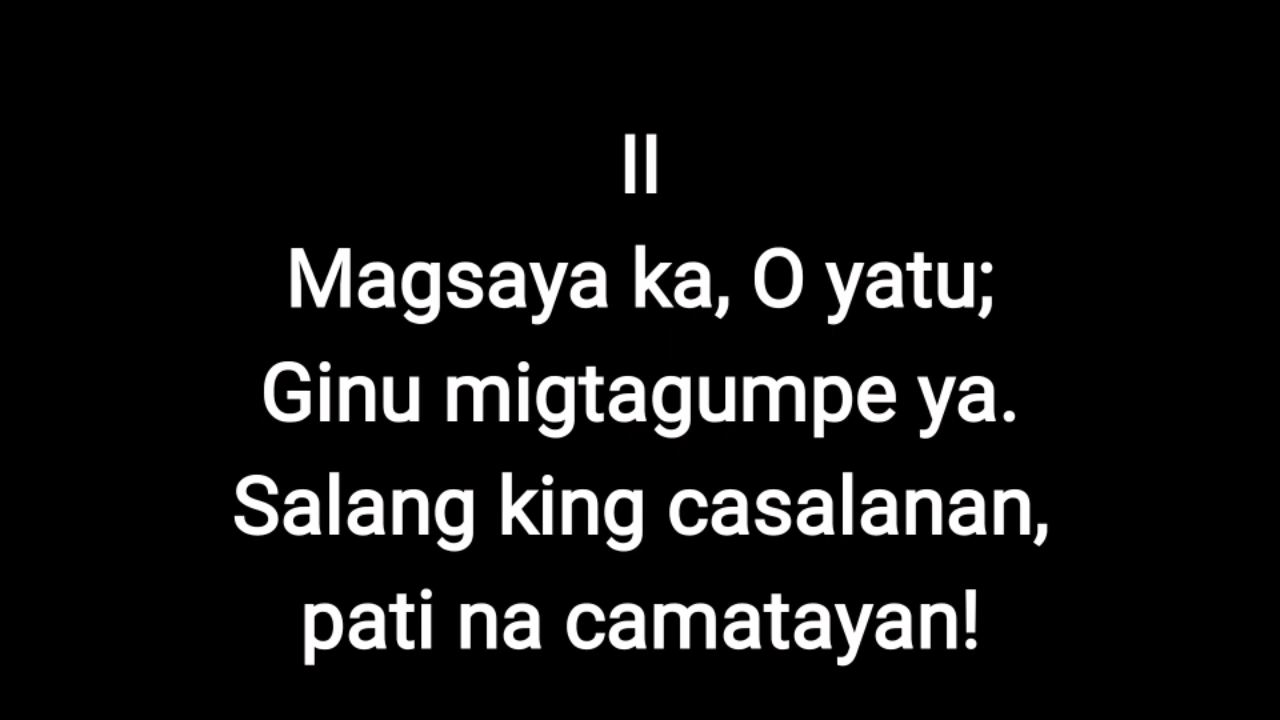 II
Magsaya ka, O yatu;
Ginu migtagumpe ya.
Salang king casalanan,
pati na camatayan!